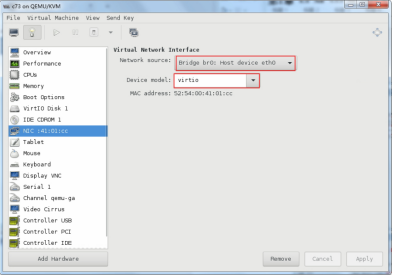 v73 on QEMU/KVM
File Virtual Machine View Send Key
Overview
Performance
CPUs
Memory
Boot Options
VirtIO Disk 1
IDE CDROM 1
NIC :41:01:cc
Tablet
Mouse
Keyboard
Display VNC
Serial 1
Channel qemu-ga
Video Cirrus
Controller USB
Controller PCI
Controller IDE
Add Hardware
Virtual Network Interface
Network source: Bridge br0: Host device eth0
Device model: virtio
MAC address: 52:54:00:41:01:cc
Remove Cancel Apply